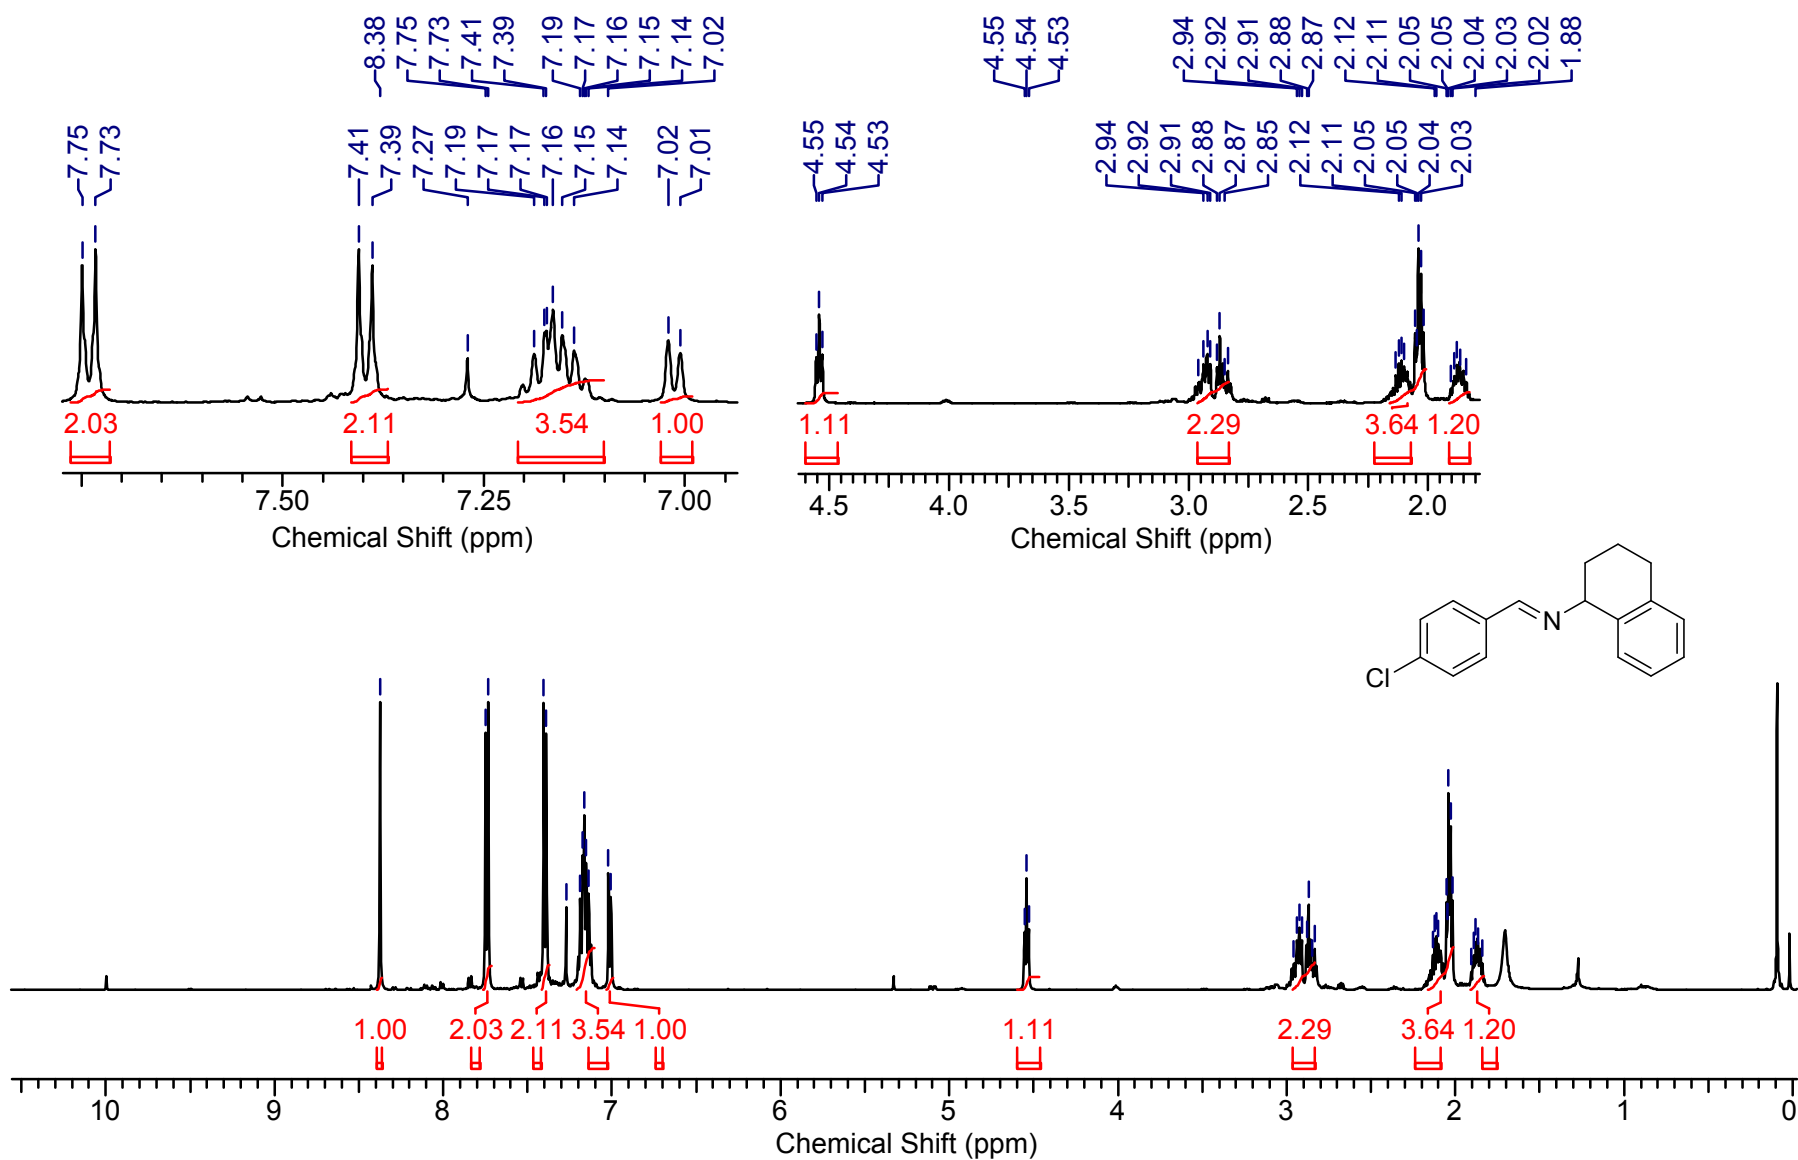 8.38 7.75 7.73 7.41 7.39 7.19 7.17 7.16 7.15 7.14 7.02
4.55 4.54 4.53 2.94 2.92 2.91 2.88 2.87 2.12 2.11 2.05 2.05 2.04 2.03 2.02 1.88
7.75 7.73 7.41 7.39 7.27 7.19 7.17 7.17 7.16 7.15 7.14 7.02 7.01
4.55 4.54 4.53 2.94 2.92 2.91 2.88 2.87 2.85 2.12 2.11 2.05 2.05 2.04 2.03
2.03 2.11 3.54 1.00
1.11 2.29 3.64 1.20
7.50 7.25 7.00
Chemical Shift (ppm)
4.5 4.0 3.5 3.0 2.5 2.0
Chemical Shift (ppm)
N
Cl
1.00 2.03 2.11 3.54 1.00 1.11 2.29 3.64 1.20
10 9 8 7 6 5 4 3 2 1 0
Chemical Shift (ppm)